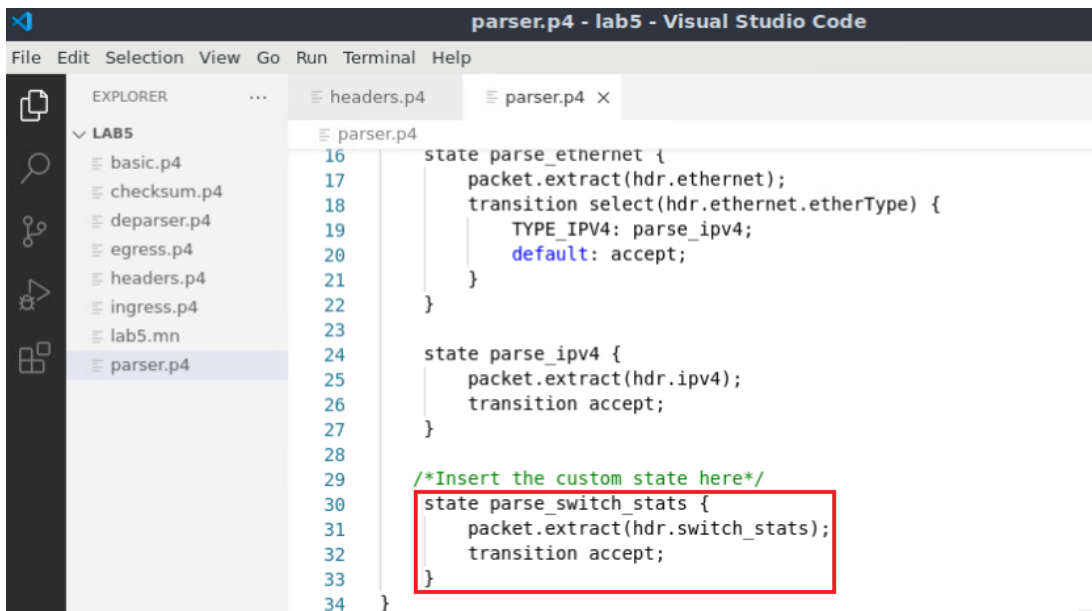 parser.p4 - lab5 - Visual Studio Code
File Edit Selection View Go Run Terminal Help
EXPLORER ...
LAB5
basic.p4
checksum.p4
deparser.p4
egress.p4
headers.p4
ingress.p4
lab5.mn
parser.p4
headers.p4 parser.p4 ×
parser.p4
16 state parse_ethernet {
17 packet.extract(hdr.ethernet);
18 transition select(hdr.ethernet.etherType) {
19 TYPE_IPV4: parse_ipv4;
20 default: accept;
21 }
22 }
23
24 state parse_ipv4 {
25 packet.extract(hdr.ipv4);
26 transition accept;
27 }
28
29 /*Insert the custom state here*/
30 state parse_switch_stats {
31 packet.extract(hdr.switch_stats);
32 transition accept;
33 }
34 }